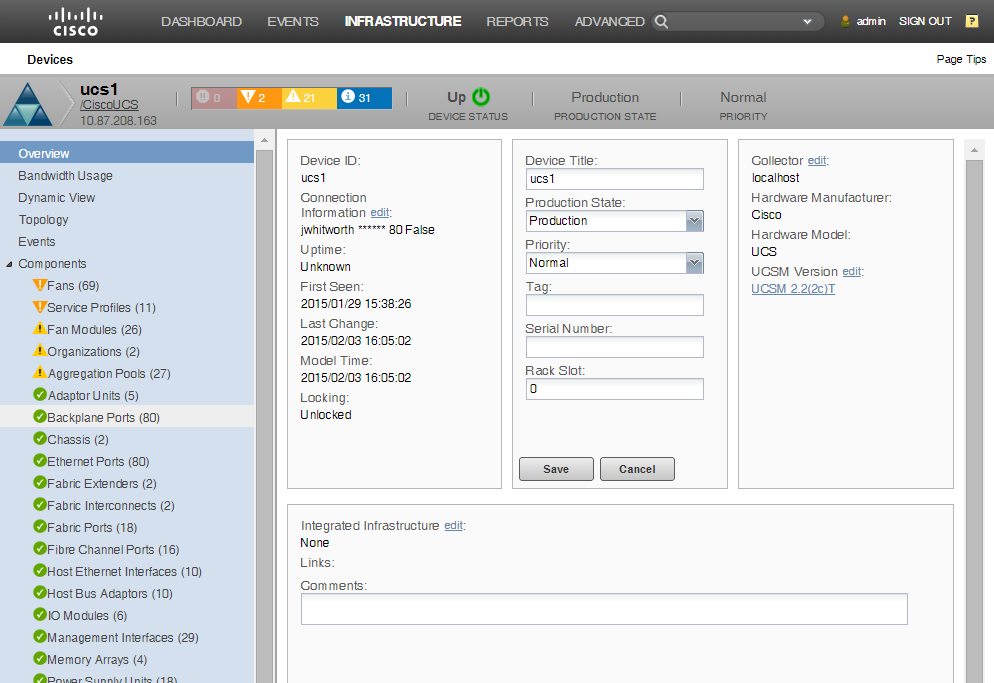 CISCO
DASHBOARD EVENTS INFRASTRUCTURE REPORTS ADVANCED admin SIGN OUT ?
Devices Page Tips
ucs1
/CiscoUCS
10.87.208.163
0 2 21 31
Up
DEVICE STATUS
Production
PRODUCTION STATE
Normal
PRIORITY
Overview
Bandwidth Usage
Dynamic View
Topology
Events
Components
Fans (69)
Service Profiles (11)
Fan Modules (26)
Organizations (2)
Aggregation Pools (27)
Adaptor Units (5)
Backplane Ports (80)
Chassis (2)
Ethernet Ports (80)
Fabric Extenders (2)
Fabric Interconnects (2)
Fabric Ports (18)
Fibre Channel Ports (16)
Host Ethernet Interfaces (10)
Host Bus Adaptors (10)
IO Modules (6)
Management Interfaces (29)
Memory Arrays (4)
Power Supply Units (18)
Device ID:
ucs1
Connection
Information edit:
jwhitworth ****** 80 False
Uptime:
Unknown
First Seen:
2015/01/29 15:38:26
Last Change:
2015/02/03 16:05:02
Model Time:
2015/02/03 16:05:02
Locking:
Unlocked
Device Title:
ucs1
Production State:
Production
Priority:
Normal
Tag:
Serial Number:
Rack Slot:
0
Save Cancel
Collector edit:
localhost
Hardware Manufacturer:
Cisco
Hardware Model:
UCS
UCSM Version edit:
UCSM 2.2(2c)T
Integrated Infrastructure edit:
None
Links:
Comments: